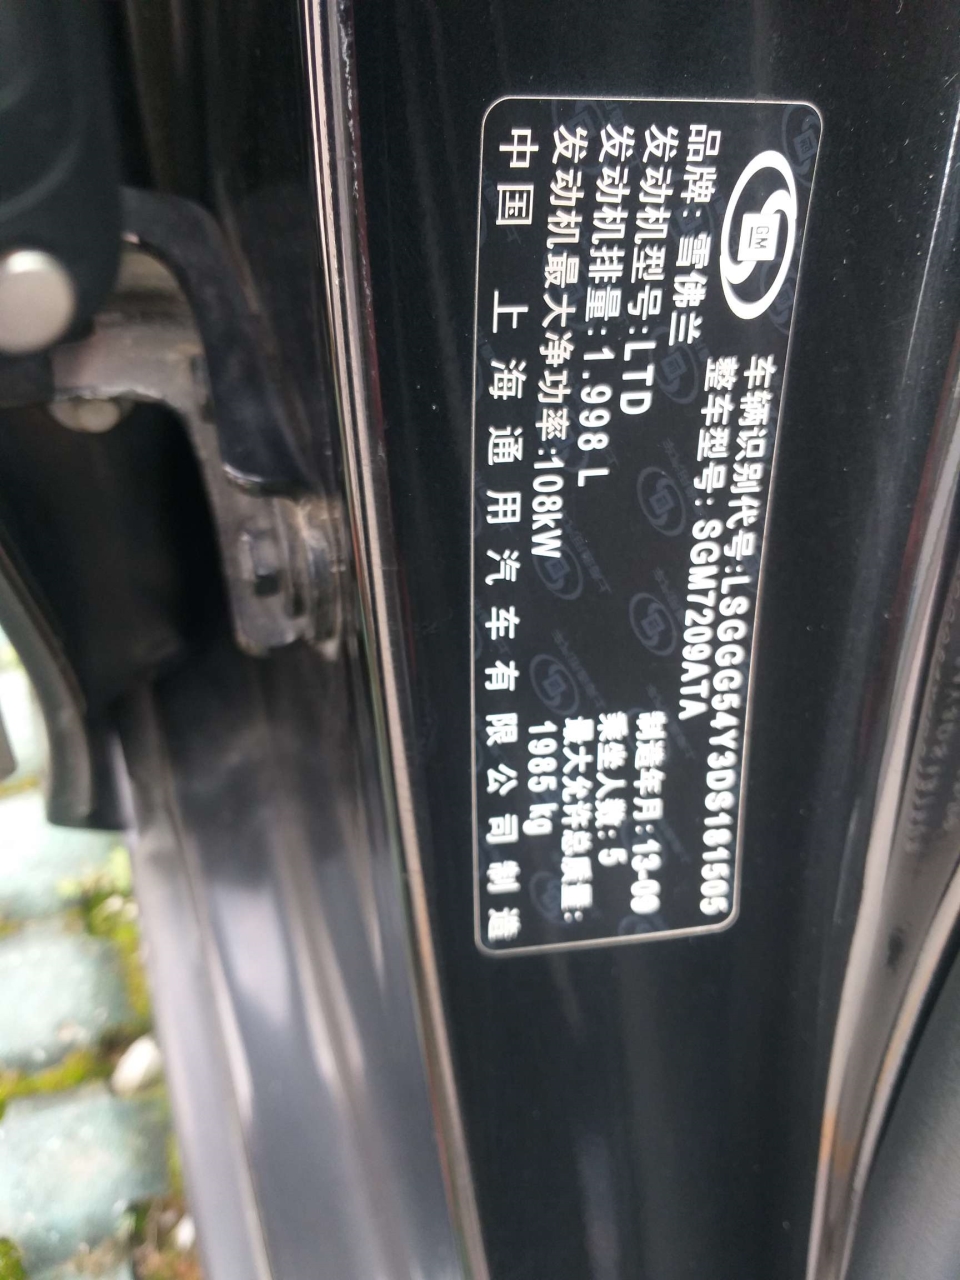 GM
车辆识别代号:LSGGG54Y3DS181505
品牌: 雪佛兰 整车型号: SGM7209ATA
发动机型号:LTD 制造年月:
发动机排量:1.998 L 乘坐人数: 5
发动机最大净功率:108kW 最大允许总质量:
1985 kg
中国 上海通用汽车有限公司制造